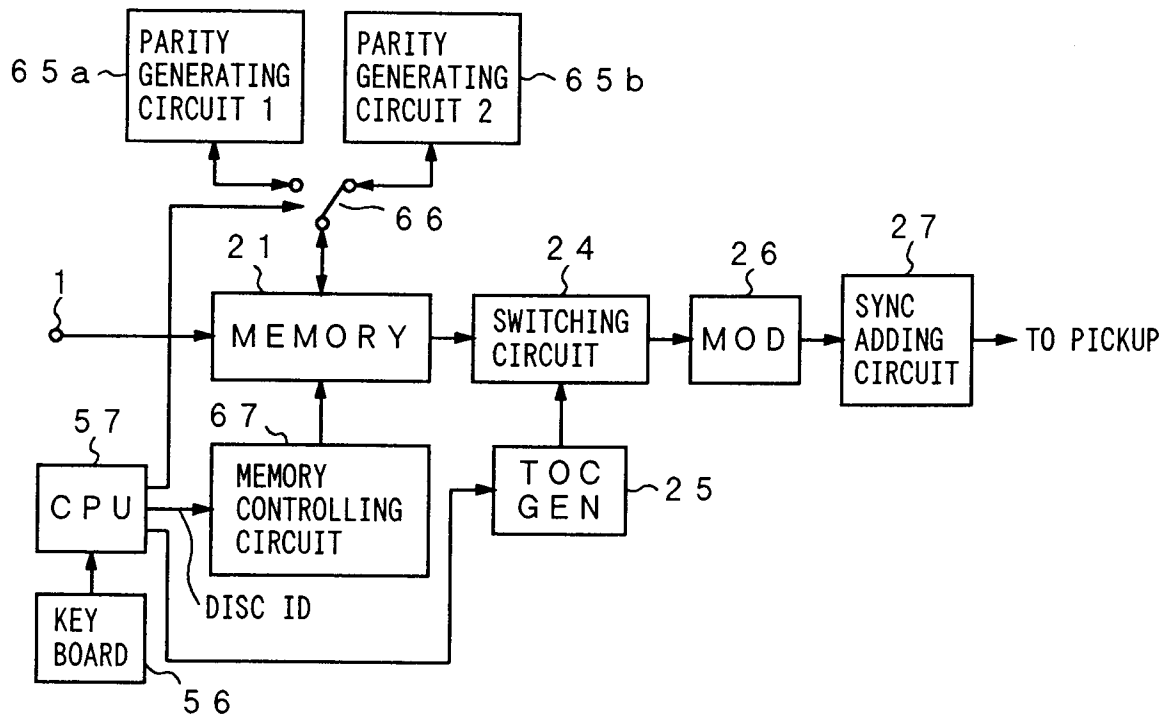 PARITY
GENERATING
CIRCUIT 1
65a
PARITY
GENERATING
CIRCUIT 2
65b
66
1
21
MEMORY
24
SWITCHING
CIRCUIT
26
MOD
27
SYNC
ADDING
CIRCUIT
TO PICKUP
57
CPU
67
MEMORY
CONTROLLING
CIRCUIT
TOC
GEN
25
DISC ID
KEY
BOARD
56